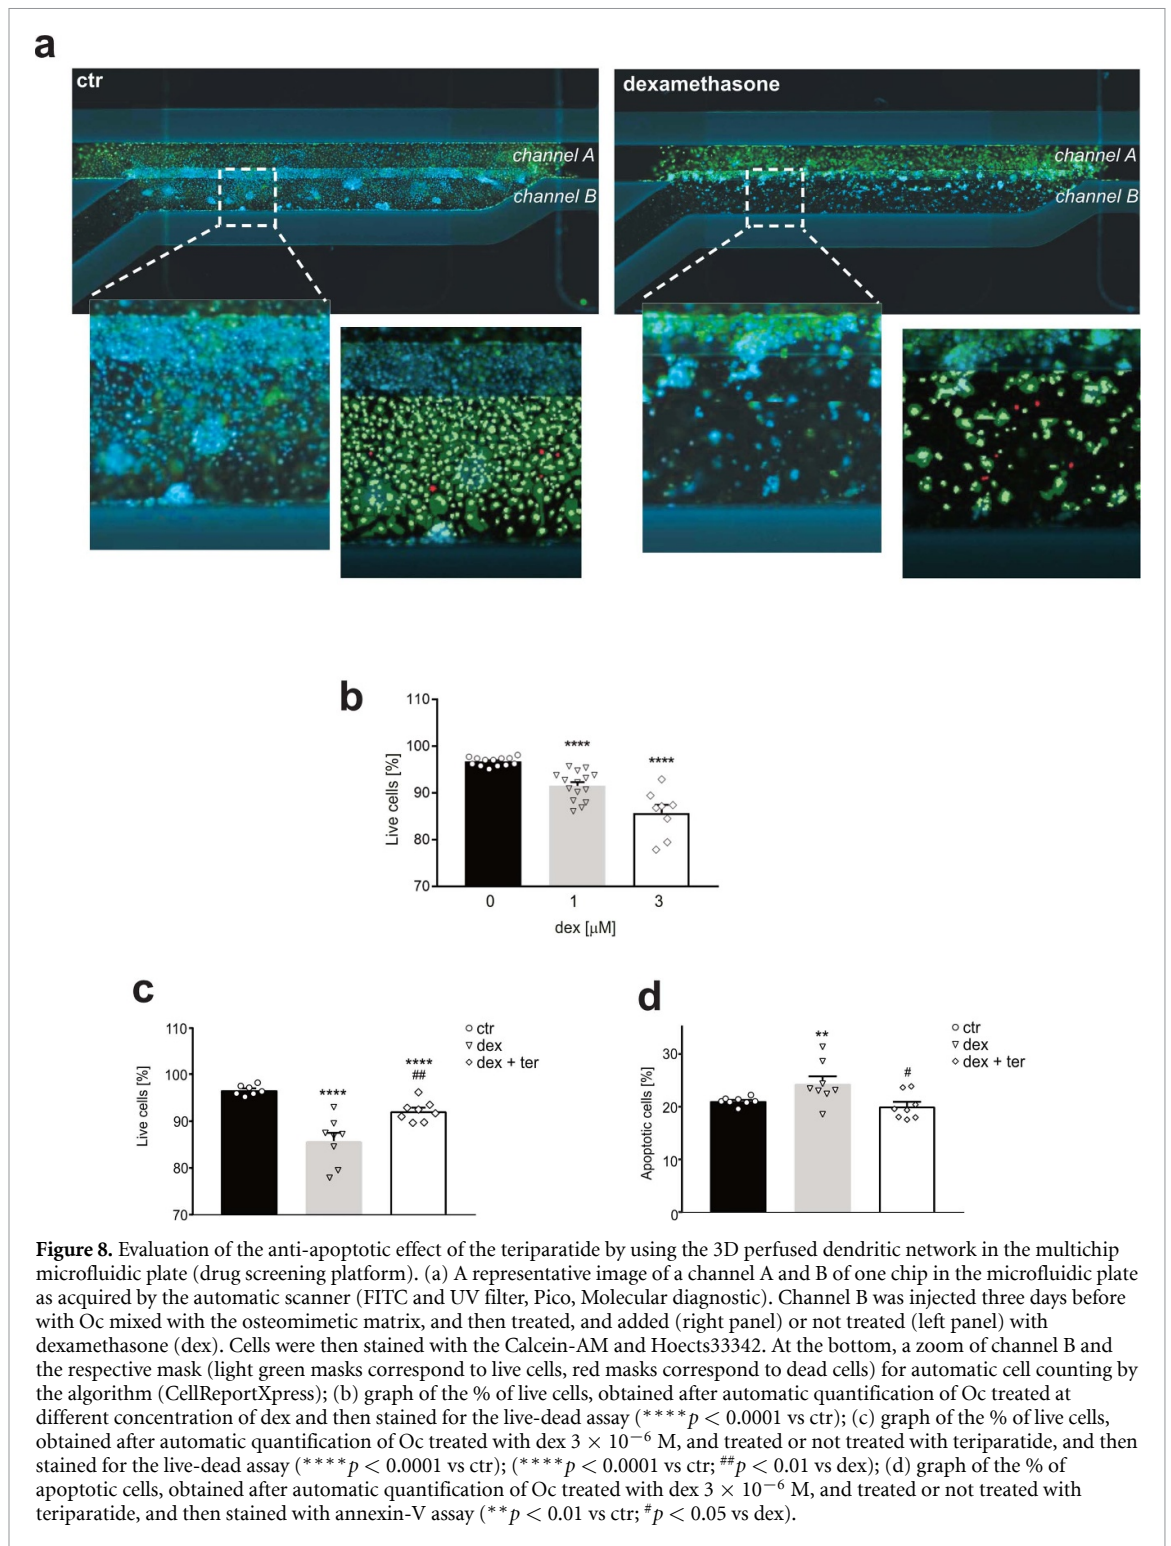 a
ctr
channel A
channel B
dexamethasone
channel A
channel B
b
110
100
90
80
70
Live cells [%]
****
****
0
1
3
dex [μM]
c
110
100
90
80
70
Live cells [%]
****
****
##
ctr
dex
dex + ter
d
30
20
10
0
Apoptotic cells [%]
**
#
ctr
dex
dex + ter
Figure 8. Evaluation of the anti-apoptotic effect of the teriparatide by using the 3D perfused dendritic network in the multichip
microfluidic plate (drug screening platform). (a) A representative image of a channel A and B of one chip in the microfluidic plate
as acquired by the automatic scanner (FITC and UV filter, Pico, Molecular diagnostic). Channel B was injected three days before
with Oc mixed with the osteomimetic matrix, and then treated, and added (right panel) or not treated (left panel) with
dexamethasone (dex). Cells were then stained with the Calcein-AM and Hoects33342. At the bottom, a zoom of channel B and
the respective mask (light green masks correspond to live cells, red masks correspond to dead cells) for automatic cell counting by
the algorithm (CellReportXpress); (b) graph of the % of live cells, obtained after automatic quantification of Oc treated at
different concentration of dex and then stained for the live-dead assay (****p < 0.0001 vs ctr); (c) graph of the % of live cells,
obtained after automatic quantification of Oc treated with dex 3 × 10−6 M, and treated or not treated with teriparatide, and then
stained for the live-dead assay (****p < 0.0001 vs ctr); (****p < 0.0001 vs ctr; ##p < 0.01 vs dex); (d) graph of the % of
apoptotic cells, obtained after automatic quantification of Oc treated with dex 3 × 10−6 M, and treated or not treated with
teriparatide, and then stained with annexin-V assay (**p < 0.01 vs ctr; #p < 0.05 vs dex).